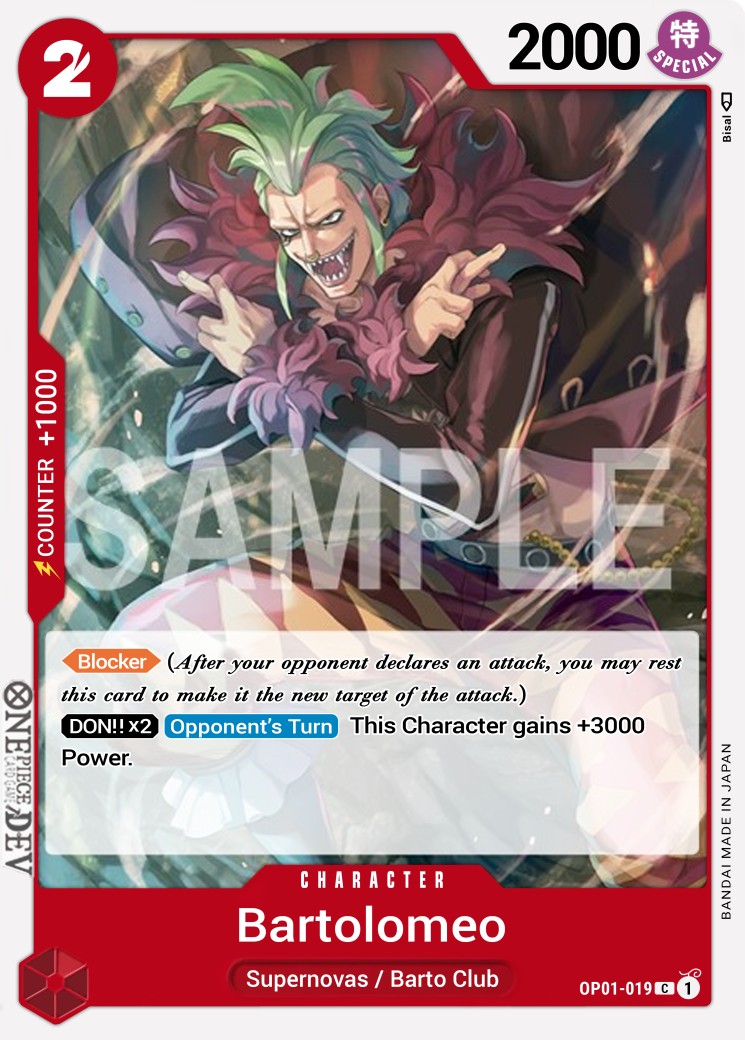 2
2000
特
SPECIAL
Bisai
COUNTER +1000
SAMPLE
Blocker (After your opponent declares an attack, you may rest
this card to make it the new target of the attack.)
DON!! x2 Opponent's Turn This Character gains +3000
Power.
ONE PIECE
CARD GAME
/DEV
BANDAI MADE IN JAPAN
CHARACTER
Bartolomeo
Supernovas / Barto Club
OP01-019 C 1